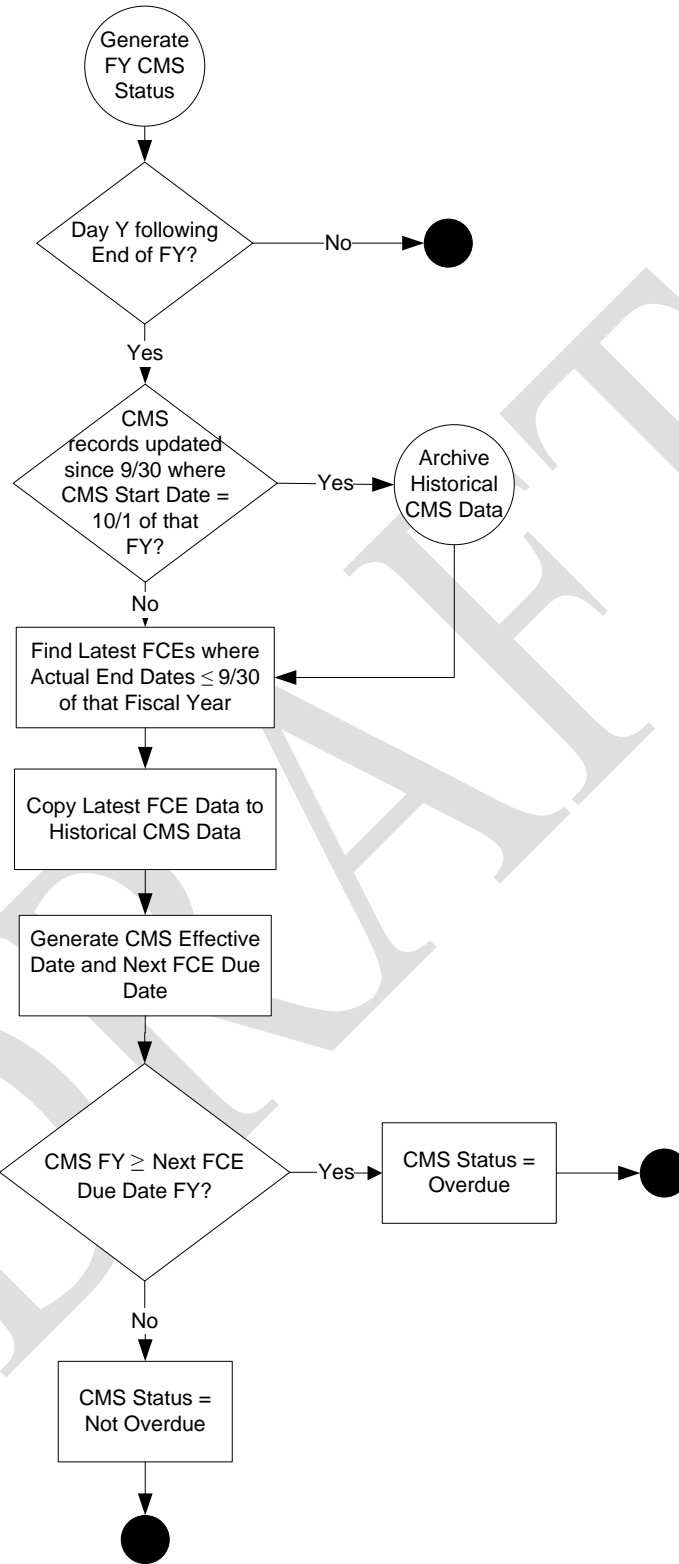 Generate
FY CMS
Status
Day Y following
End of FY?
No
Yes
CMS
records updated
since 9/30 where
CMS Start Date =
10/1 of that
FY?
Yes
Archive
Historical
CMS Data
No
Find Latest FCEs where
Actual End Dates ≤ 9/30
of that Fiscal Year
Copy Latest FCE Data to
Historical CMS Data
Generate CMS Effective
Date and Next FCE Due
Date
CMS FY ≥ Next FCE
Due Date FY?
Yes
CMS Status =
Overdue
No
CMS Status =
Not Overdue
DRAFT